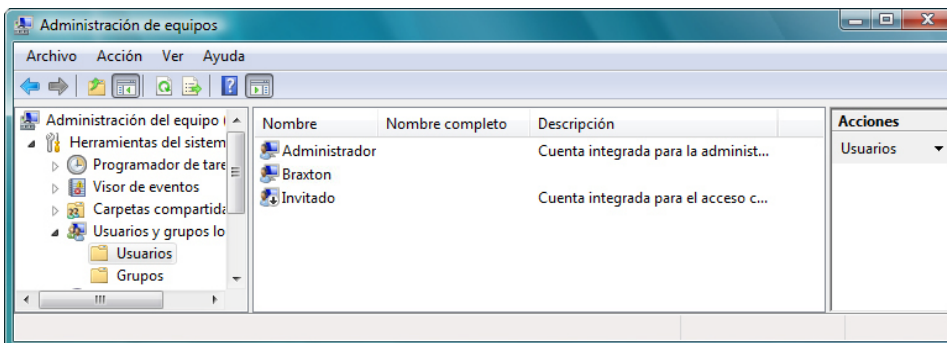 Administración de equipos
Archivo Acción Ver Ayuda
Administración del equipo (
Herramientas del sistem
Programador de tare
Visor de eventos
Carpetas compartida
Usuarios y grupos lo
Usuarios
Grupos
Nombre Nombre completo Descripción
Administrador Cuenta integrada para la administ...
Braxton
Invitado Cuenta integrada para el acceso c...
Acciones
Usuarios